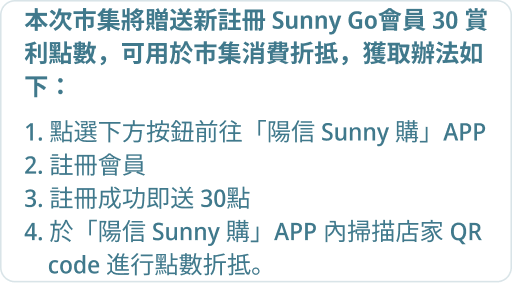 本次市集將贈送新註冊 Sunny Go會員 30 賞
利點數，可用於市集消費折抵，獲取辦法如
下：
1. 點選下方按鈕前往「陽信 Sunny 購」APP
2. 註冊會員
3. 註冊成功即送 30點
4. 於「陽信 Sunny 購」APP 內掃描店家 QR
code 進行點數折抵。